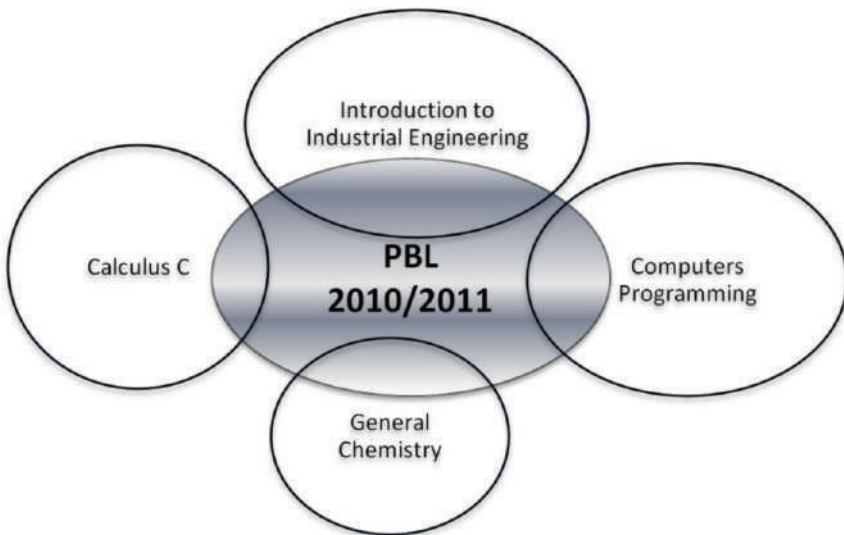 Introduction to
Industrial Engineering
Calculus C
PBL
2010/2011
Computers
Programming
General
Chemistry